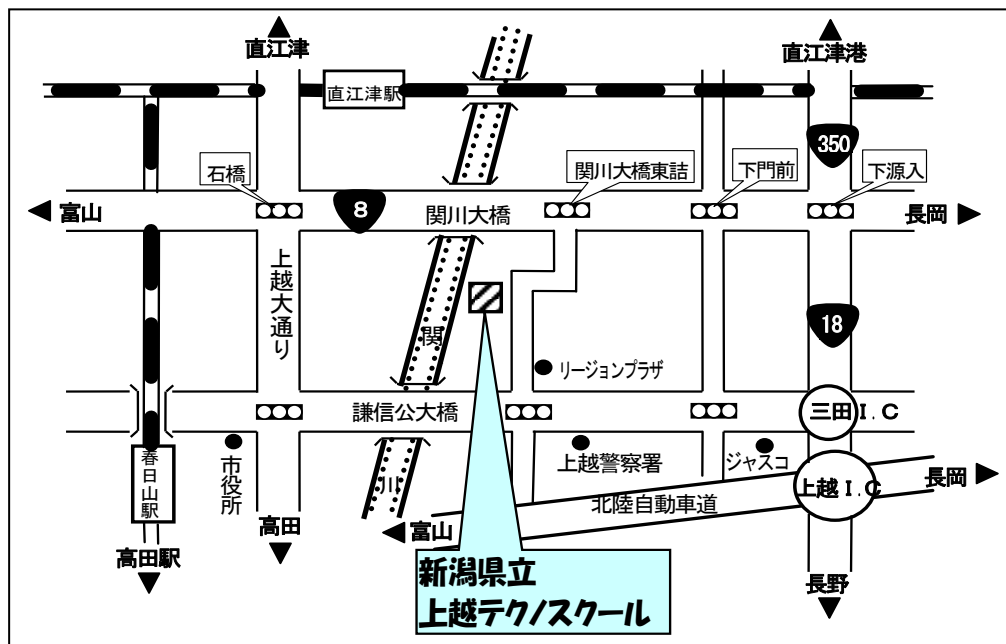 直江津
直江津港
直江津駅
350
石橋
関川大橋東詰
下門前
下源入
富山
8
関川大橋
長岡
上越大通り
関
18
リージョンプラザ
謙信公大橋
三田I.C
春日山駅
市役所
川
上越警察署
ジャスコ
上越I.C
長岡
高田
富山
北陸自動車道
高田駅
長野
新潟県立
上越テクノスクール